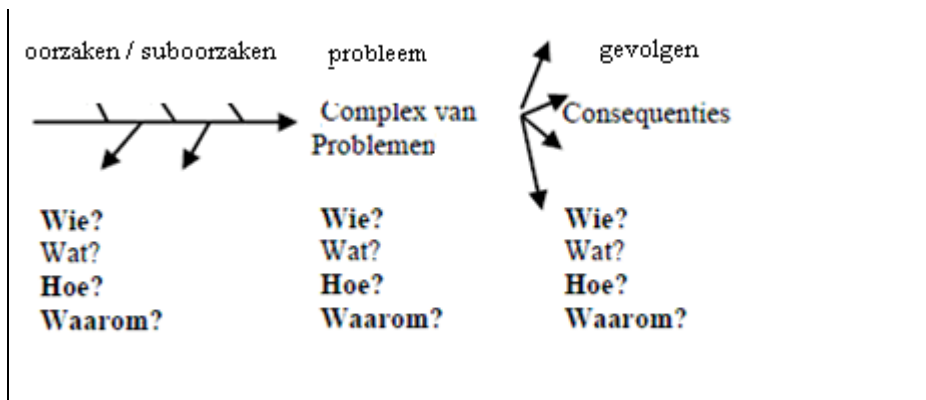 oorzaken / suboorzaken probleem gevolgen
Complex van
Problemen
Consequenties
Wie? Wie? Wie?
Wat? Wat? Wat?
Hoe? Hoe? Hoe?
Waarom? Waarom? Waarom?